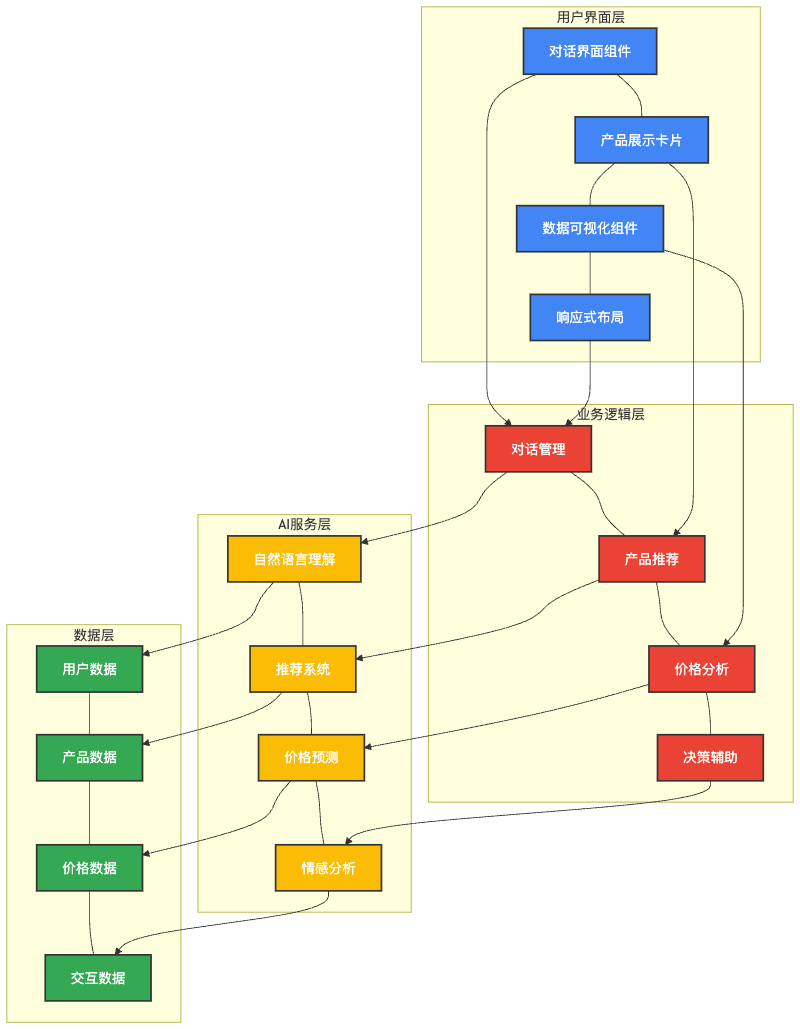 用户界面层
对话界面组件
产品展示卡片
数据可视化组件
响应式布局
业务逻辑层
对话管理
产品推荐
价格分析
决策辅助
AI服务层
自然语言理解
推荐系统
价格预测
情感分析
数据层
用户数据
产品数据
价格数据
交互数据